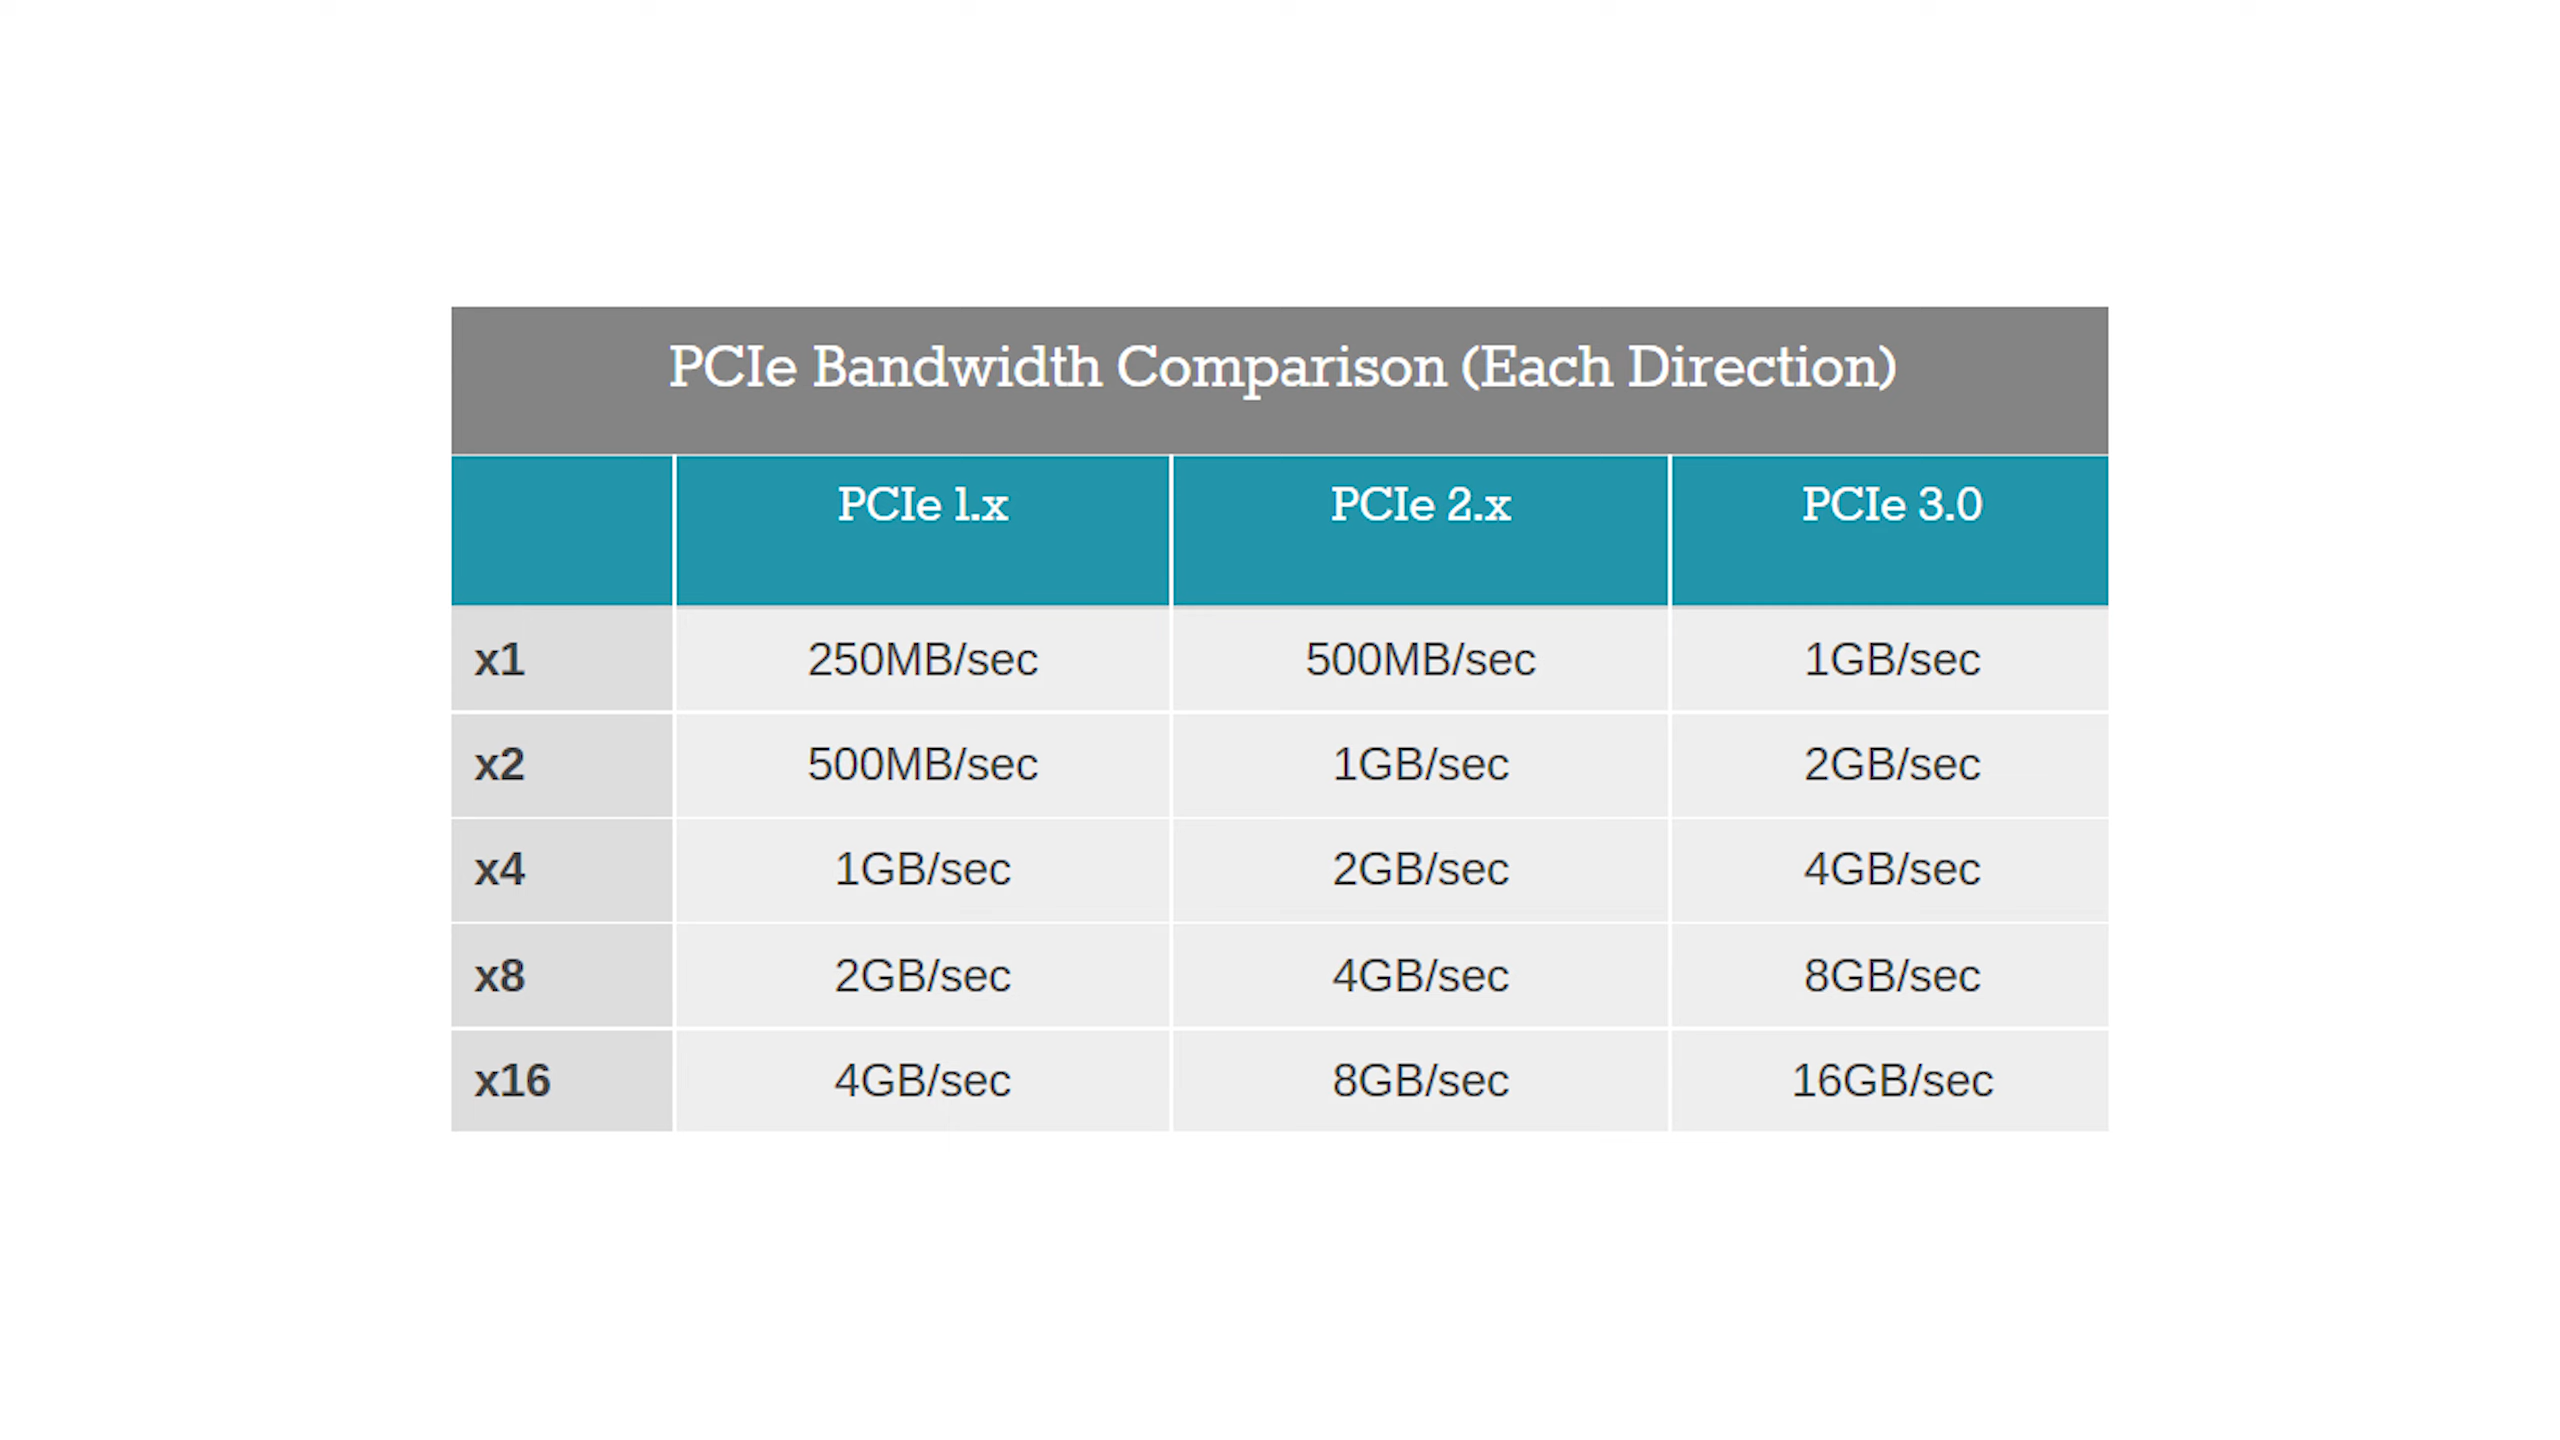 PCIe Bandwidth Comparison (Each Direction)
PCIe 1.x PCIe 2.x PCIe 3.0
x1 250MB/sec 500MB/sec 1GB/sec
x2 500MB/sec 1GB/sec 2GB/sec
x4 1GB/sec 2GB/sec 4GB/sec
x8 2GB/sec 4GB/sec 8GB/sec
x16 4GB/sec 8GB/sec 16GB/sec